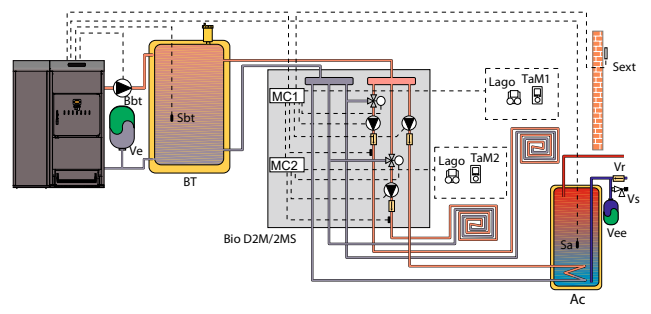 Lago TaM1
Sext
Bbt
MC1
Sbt
Ve
Lago TaM2
MC2
Vr
BT
Vs
Bio D2M/2MS
Sa
Vee
Ac